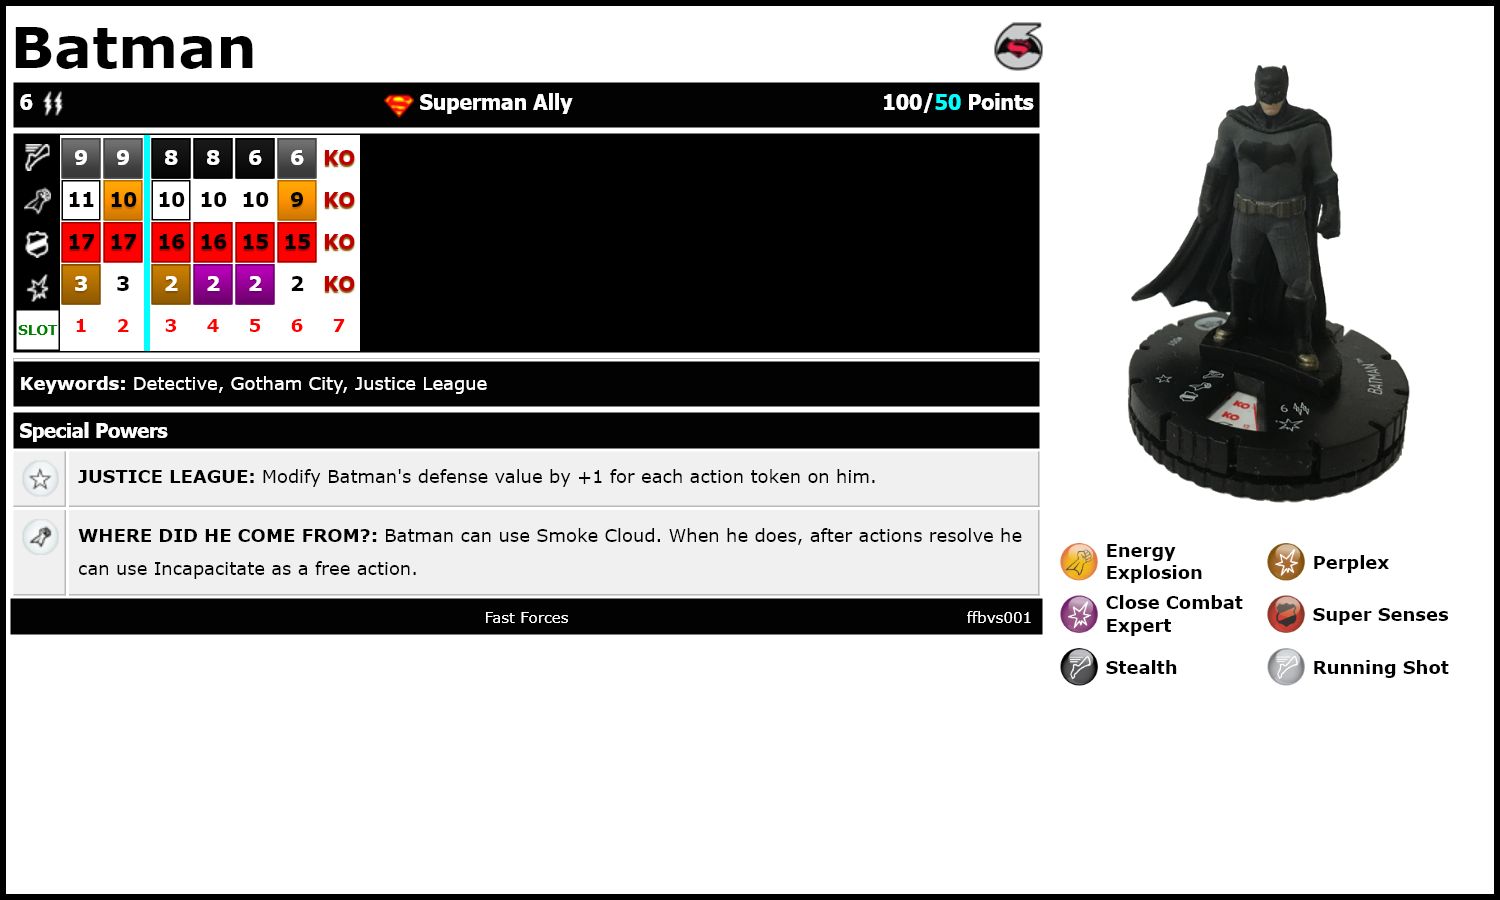 Batman
6 Superman Ally 100/50 Points
9 9 8 8 6 6 KO
11 10 10 10 10 9 KO
17 17 16 16 15 15 KO
3 3 2 2 2 2 KO
SLOT 1 2 3 4 5 6 7
Keywords: Detective, Gotham City, Justice League
Special Powers
JUSTICE LEAGUE: Modify Batman's defense value by +1 for each action token on him.
WHERE DID HE COME FROM?: Batman can use Smoke Cloud. When he does, after actions resolve he
can use Incapacitate as a free action.
Fast Forces ffbvs001
BATMAN™
KO
KO
6
Energy
Explosion
Perplex
Close Combat
Expert
Super Senses
Stealth
Running Shot